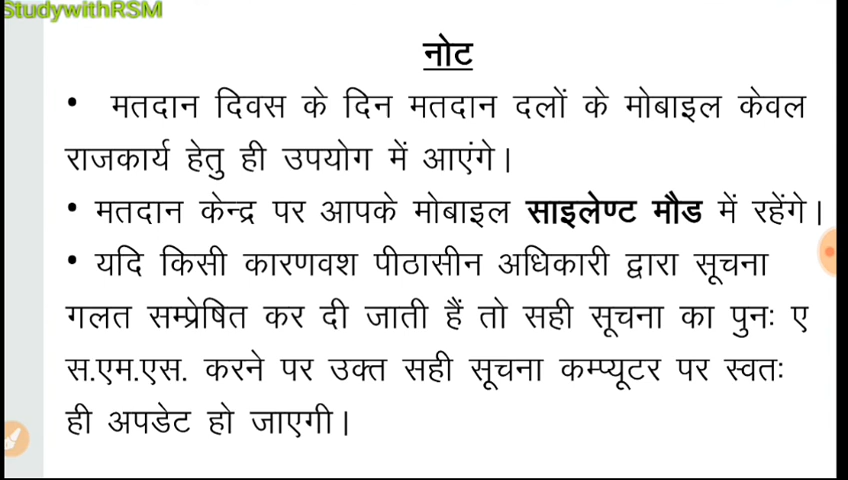 StudywithRSM
नोट
• मतदान दिवस के दिन मतदान दलों के मोबाइल केवल
राजकार्य हेतु ही उपयोग में आएंगे।
• मतदान केन्द्र पर आपके मोबाइल साइलेण्ट मौड में रहेंगे।
• यदि किसी कारणवश पीठासीन अधिकारी द्वारा सूचना
गलत सम्प्रेषित कर दी जाती हैं तो सही सूचना का पुनः ए
स.एम.एस. करने पर उक्त सही सूचना कम्प्यूटर पर स्वतः
ही अपडेट हो जाएगी।